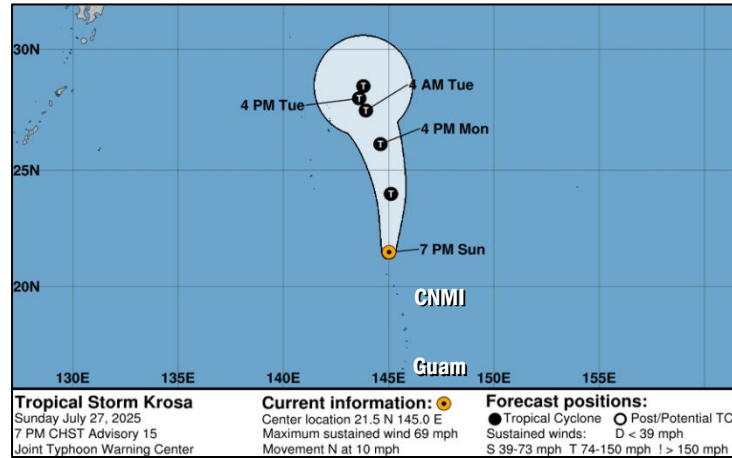 30N
25N
20N
T
T
T
T
T
4 AM Tue
4 PM Tue
4 PM Mon
7 PM Sun
CNMI
Guam
130E 135E 140E 145E 150E 155E
Tropical Storm Krosa
Sunday July 27, 2025
7 PM CHST Advisory 15
Joint Typhoon Warning Center
Current information:
Center location 21.5 N 145.0 E
Maximum sustained wind 69 mph
Movement N at 10 mph
Forecast positions:
Tropical Cyclone Post/Potential TC
Sustained winds: D < 39 mph
S 39-73 mph T 74-150 mph ! > 150 mph